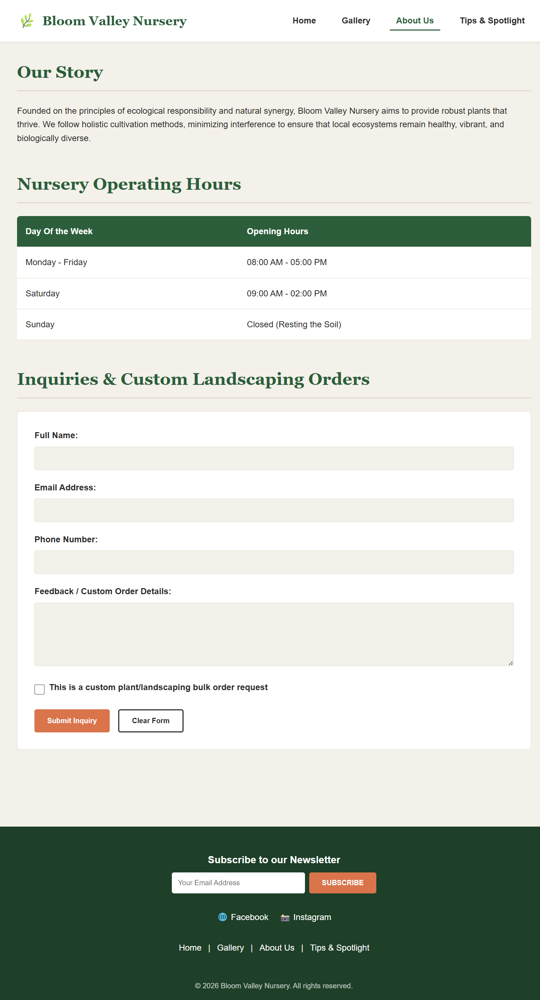 Bloom Valley Nursery
Home
Gallery
About Us
Tips & Spotlight
Our Story
Founded on the principles of ecological responsibility and natural synergy, Bloom Valley Nursery aims to provide robust plants that
thrive. We follow holistic cultivation methods, minimizing interference to ensure that local ecosystems remain healthy, vibrant, and
biologically diverse.
Nursery Operating Hours
Day Of the Week Opening Hours
Monday - Friday 08:00 AM - 05:00 PM
Saturday 09:00 AM - 02:00 PM
Sunday Closed (Resting the Soil)
Inquiries & Custom Landscaping Orders
Full Name:
Email Address:
Phone Number:
Feedback / Custom Order Details:
This is a custom plant/landscaping bulk order request
Submit Inquiry
Clear Form
Subscribe to our Newsletter
Your Email Address
SUBSCRIBE
Facebook
Instagram
Home | Gallery | About Us | Tips & Spotlight
© 2026 Bloom Valley Nursery. All rights reserved.